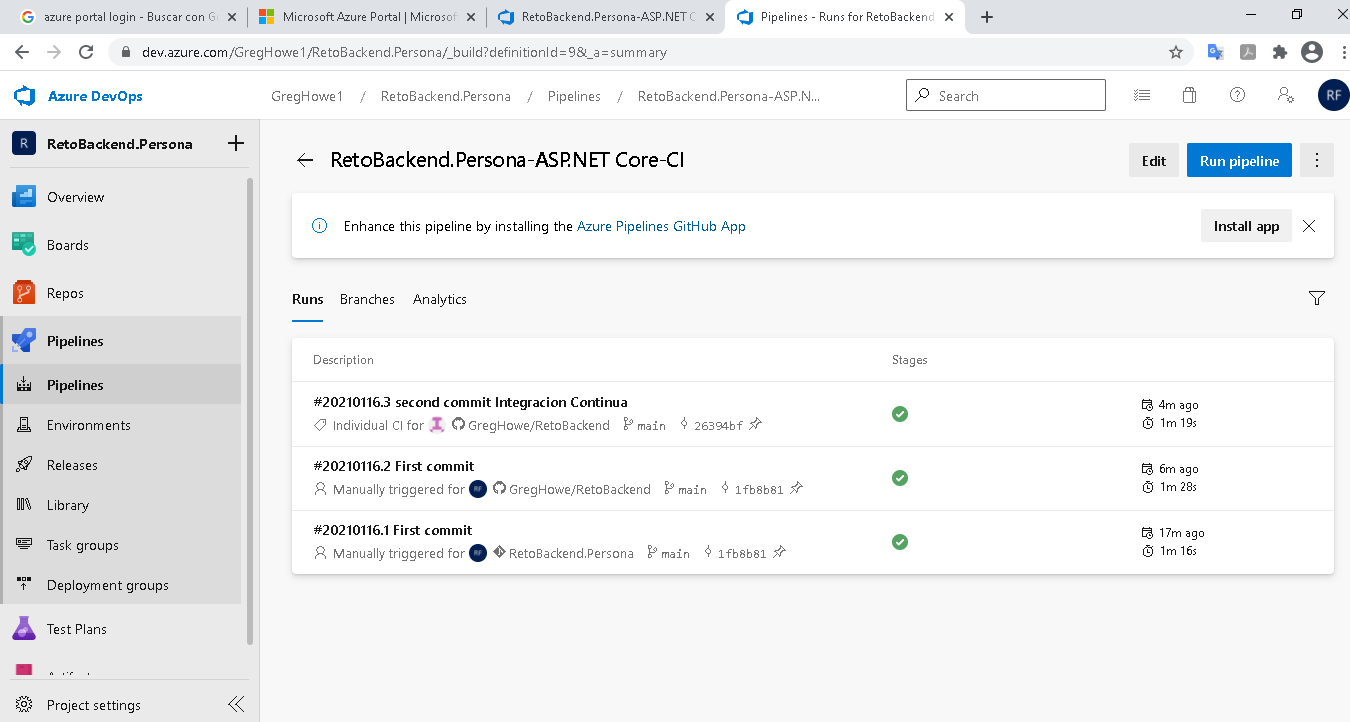 azure portal login - Buscar con G
Microsoft Azure Portal | Microsof
RetoBackend.Persona-ASP.NET C
Pipelines - Runs for RetoBackend
dev.azure.com/GregHowe1/RetoBackend.Persona/_build?definitionId=9&_a=summary
Azure DevOps
GregHowe1 / RetoBackend.Persona / Pipelines / RetoBackend.Persona-ASP.N...
Search
RF
R RetoBackend.Persona
Overview
Boards
Repos
Pipelines
Pipelines
Environments
Releases
Library
Task groups
Deployment groups
Test Plans
Artifacts
Project settings
RetoBackend.Persona-ASP.NET Core-CI
Edit
Run pipeline
Enhance this pipeline by installing the Azure Pipelines GitHub App
Install app
Runs Branches Analytics
Description Stages
#20210116.3 second commit Integracion Continua
Individual CI for GregHowe/RetoBackend main 26394bf
4m ago
1m 19s
#20210116.2 First commit
Manually triggered for RF GregHowe/RetoBackend main 1fb8b81
6m ago
1m 28s
#20210116.1 First commit
Manually triggered for RF RetoBackend.Persona main 1fb8b81
17m ago
1m 16s